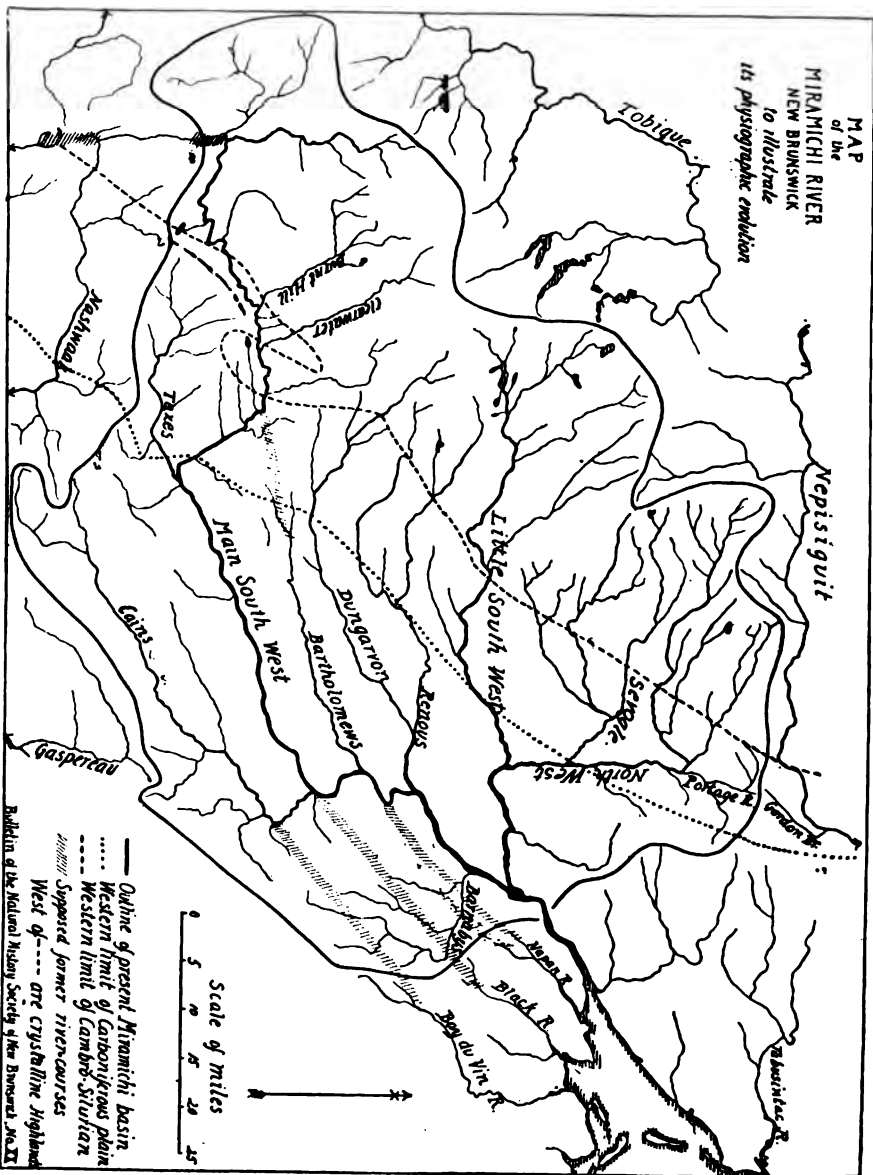 MAP
of the
MIRAMICHI RIVER
NEW BRUNSWICK
to illustrate
its physiographic evolution
Tobique
Nepisiguit
Burnt Hill
Clearwater
Nashwaak
Taxes
Little South West
Sevogle
North West
Portage R.
Gordon Bk
Main South West
Dungarvon
Bartholomews
Renous
Cains
Gaspereau
Barnaby
Napan R
Black R
Bay du Vin R.
Tabusintac R.
Scale of miles
0 5 10 15 20 25
Outline of present Miramichi basin
Western limit of Carboniferous plain
Western limit of Cambro-Silurian
Supposed former river-courses
West of ---- are crystalline Highlands
Bulletin of the Natural History Society of New Brunswick, No.